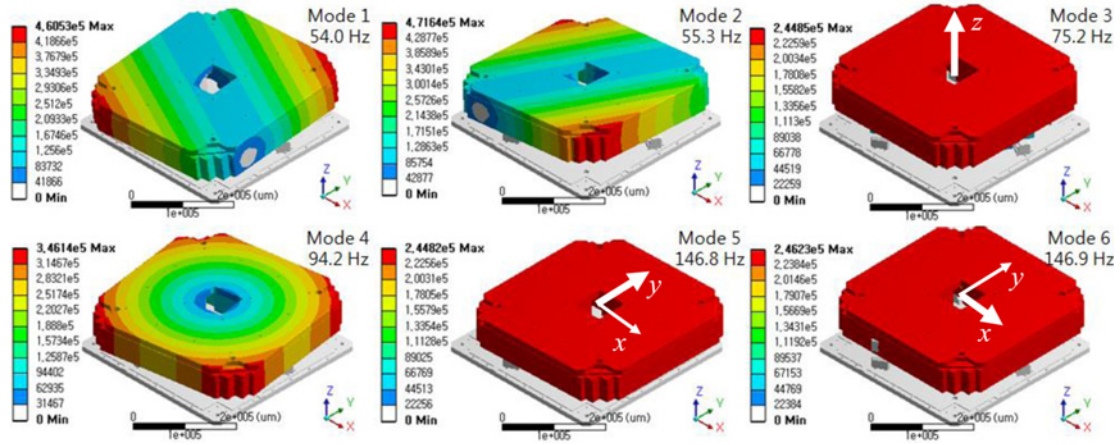 4,6053e5 Max
4,1866e5
3,7679e5
3,3493e5
2,9306e5
2,512e5
2,0933e5
1,6746e5
1,256e5
83732
41866
0 Min
Mode 1
54.0 Hz
Z
Y
X
0
2e+005 (um)
1e+005
4,7164e5 Max
4,2877e5
3,8589e5
3,4301e5
3,0014e5
2,5726e5
2,1438e5
1,7151e5
1,2863e5
85754
42877
0 Min
Mode 2
55.3 Hz
Z
Y
X
0
2e+005 (um)
1e+005
2,4485e5 Max
2,2259e5
2,0034e5
1,7808e5
1,5582e5
1,3356e5
1,113e5
89038
66778
44519
22259
0 Min
Mode 3
75.2 Hz
z
Z
Y
X
0
2e+005 (um)
1e+005
3,4614e5 Max
3,1467e5
2,8321e5
2,5174e5
2,2027e5
1,888e5
1,5734e5
1,2587e5
94402
62935
31467
0 Min
Mode 4
94.2 Hz
Z
Y
X
0
2e+005 (um)
1e+005
2,4482e5 Max
2,2256e5
2,0031e5
1,7805e5
1,5579e5
1,3354e5
1,1128e5
89025
66769
44513
22256
0 Min
Mode 5
146.8 Hz
y
x
Z
Y
X
0
2e+005 (um)
1e+005
2,4623e5 Max
2,2384e5
2,0146e5
1,7907e5
1,5669e5
1,3431e5
1,1192e5
89537
67153
44769
22384
0 Min
Mode 6
146.9 Hz
y
x
Z
Y
X
0
2e+005 (um)
1e+005